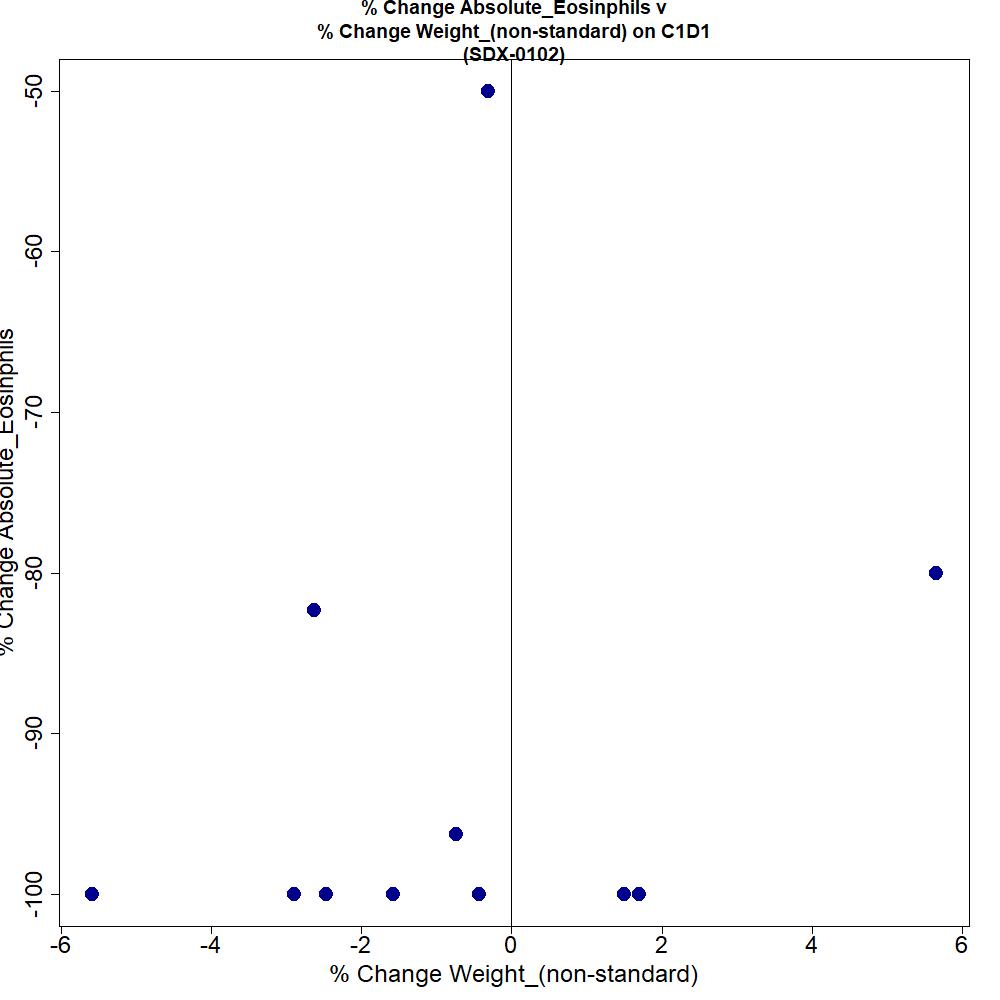 % Change Absolute_Eosinphils v
% Change Weight_(non-standard) on C1D1
(SDX-0102)
% Change Absolute_Eosinphils
-50
-60
-70
-80
-90
-100
-6
-4
-2
0
2
4
6
% Change Weight_(non-standard)